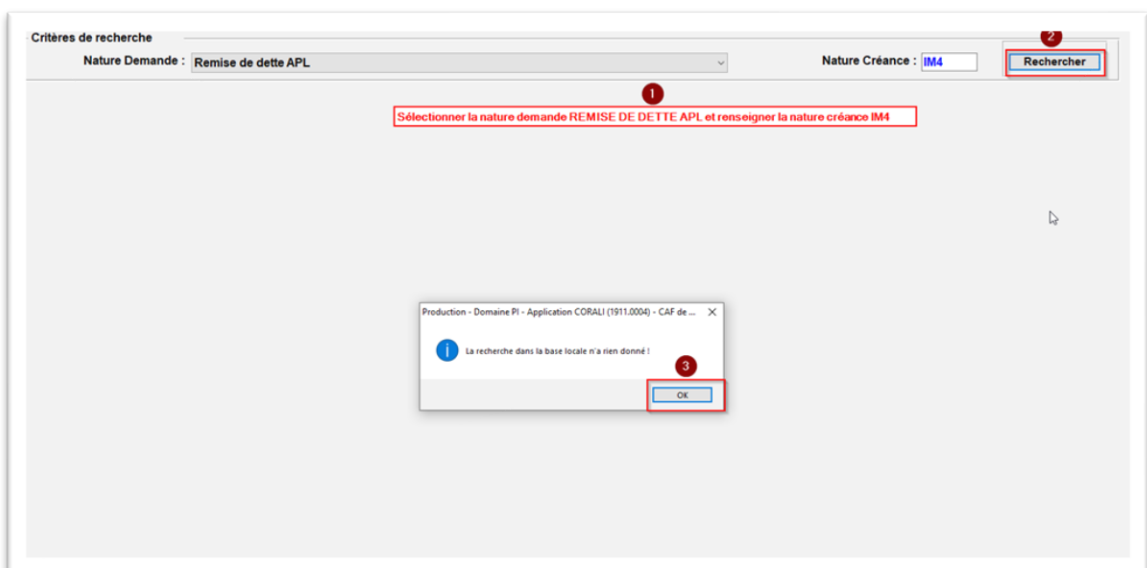 Critères de recherche
2
Nature Demande : Remise de dette APL Nature Créance : IM4 Rechercher
1
Sélectionner la nature demande REMISE DE DETTE APL et renseigner la nature créance IM4
Production - Domaine PI - Application CORALI (1911.0004) - CAF de ...
i La recherche dans la base locale n'a rien donné !
3
OK